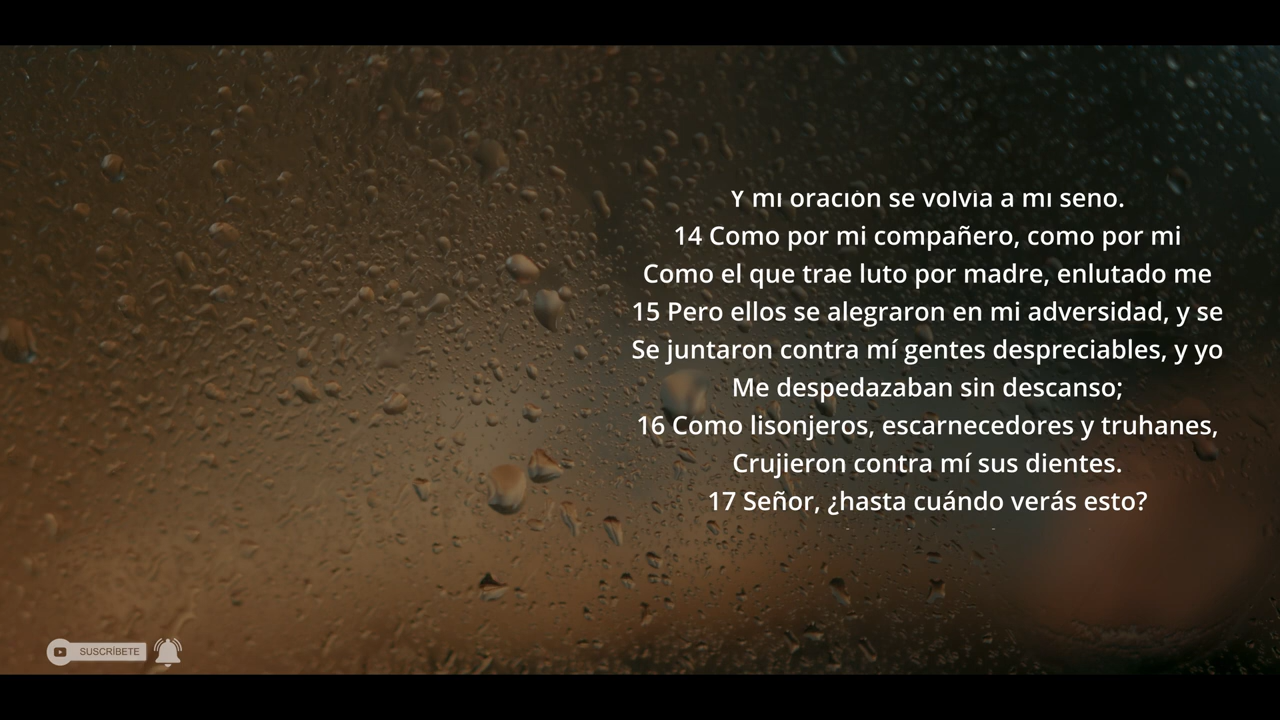 Y mi oración se volvía a mi seno.
14 Como por mi compañero, como por mi
Como el que trae luto por madre, enlutado me
15 Pero ellos se alegraron en mi adversidad, y se
Se juntaron contra mí gentes despreciables, y yo
Me despedazaban sin descanso;
16 Como lisonjeros, escarnecedores y truhanes,
Crujieron contra mí sus dientes.
17 Señor, ¿hasta cuándo verás esto?
SUSCRÍBETE